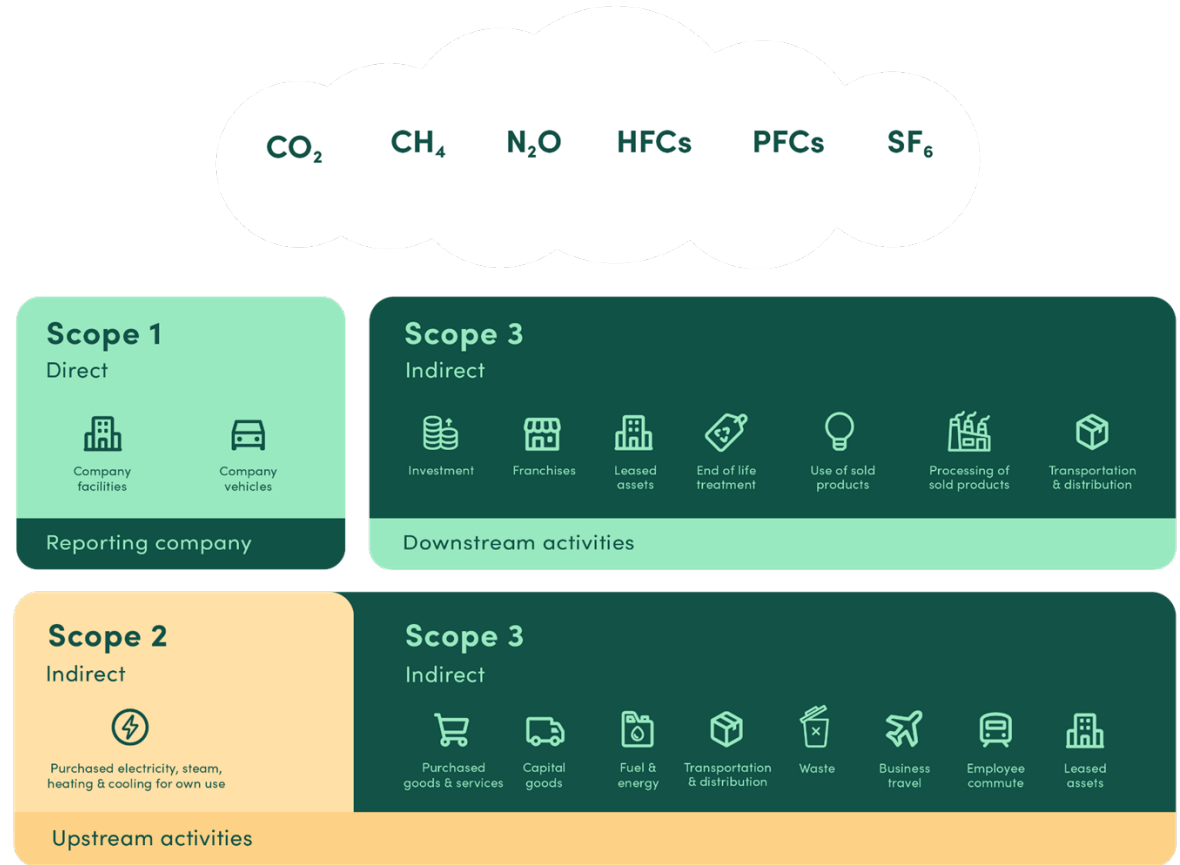 CO₂ CH₄ N₂O HFCs PFCs SF₆
Scope 1
Direct
Company
facilities
Company
vehicles
Reporting company
Scope 3
Indirect
Investment
Franchises
Leased
assets
End of life
treatment
Use of sold
products
Processing of
sold products
Transportation
& distribution
Downstream activities
Scope 2
Indirect
Purchased electricity, steam,
heating & cooling for own use
Scope 3
Indirect
Purchased
goods & services
Capital
goods
Fuel &
energy
Transportation
& distribution
Waste
Business
travel
Employee
commute
Leased
assets
Upstream activities